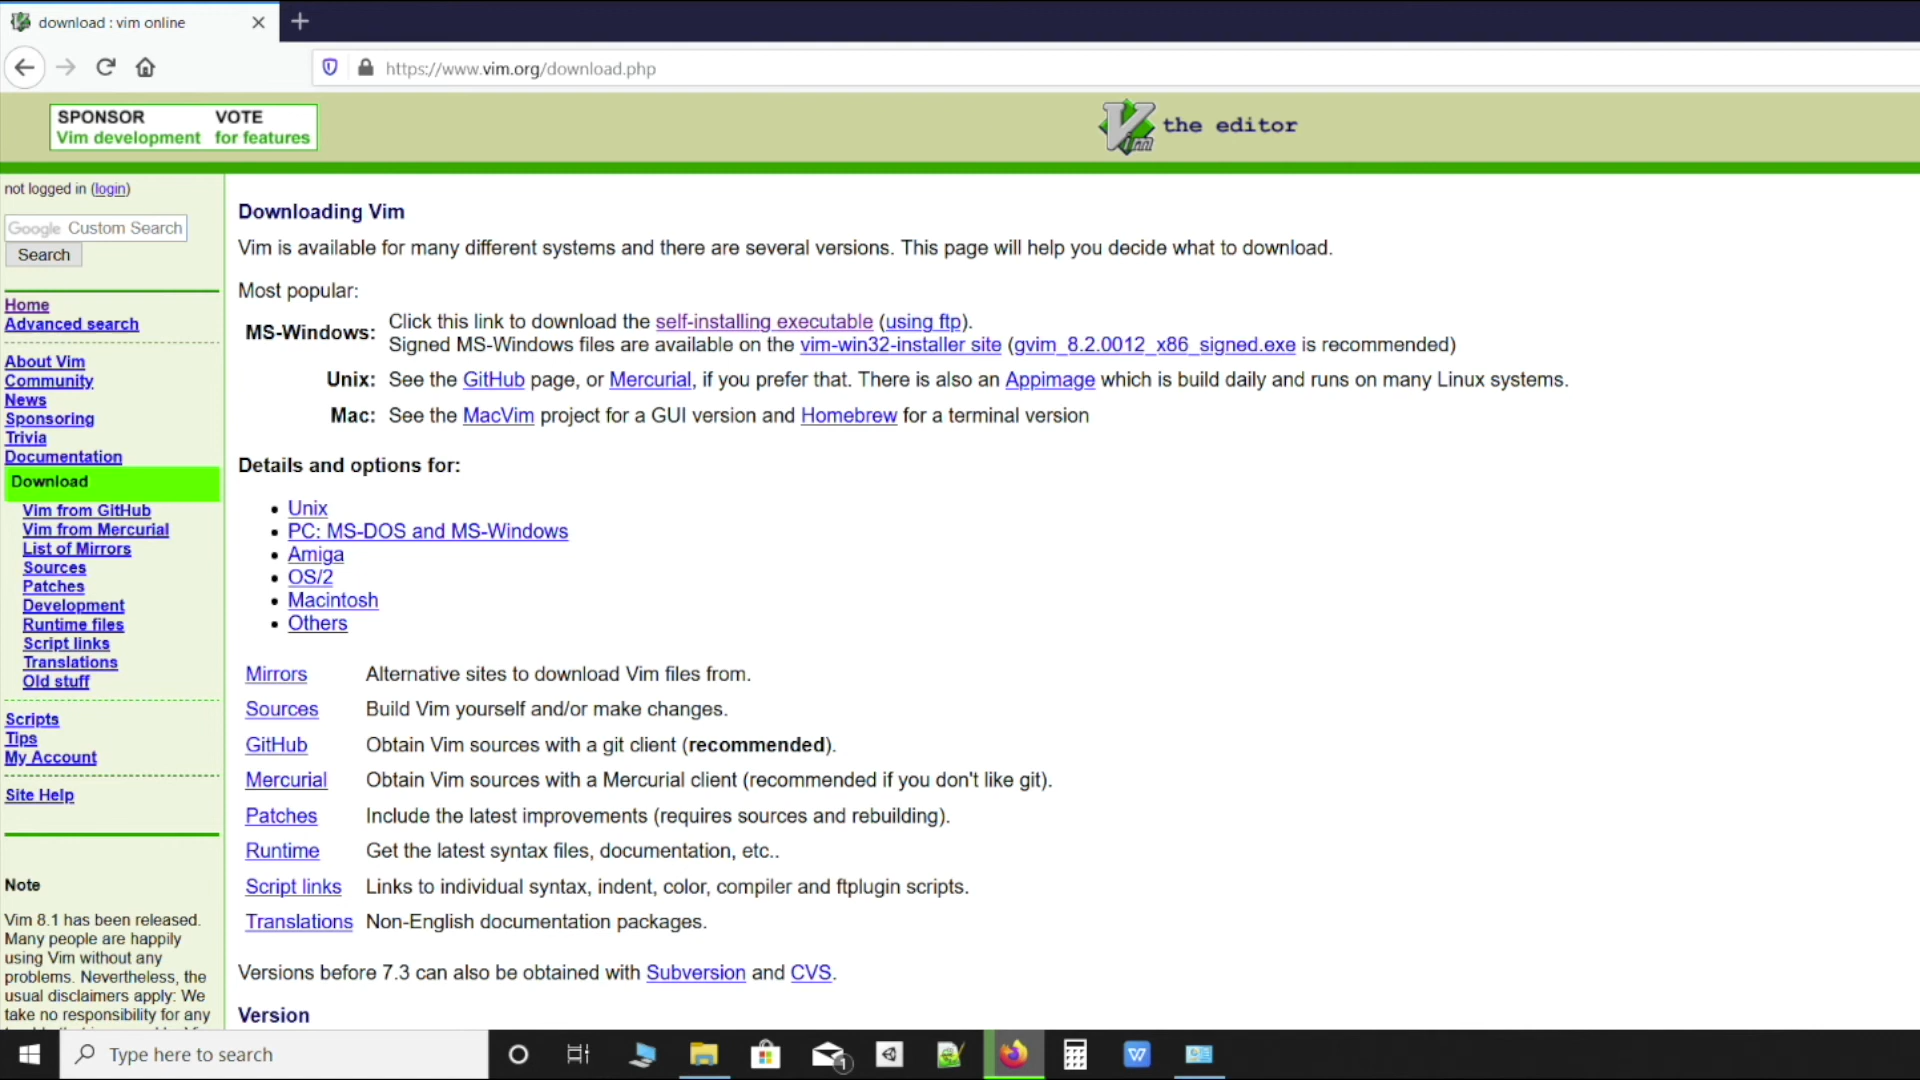 download : vim online
https://www.vim.org/download.php
SPONSOR VOTE
Vim development for features
Vim the editor
not logged in (login)
Google Custom Search
Search
Home
Advanced search
About Vim
Community
News
Sponsoring
Trivia
Documentation
Download
Vim from GitHub
Vim from Mercurial
List of Mirrors
Sources
Patches
Development
Runtime files
Script links
Translations
Old stuff
Scripts
Tips
My Account
Site Help
Note
Vim 8.1 has been released.
Many people are happily
using Vim without any
problems. Nevertheless, the
usual disclaimers apply: We
take no responsibility for any
Downloading Vim
Vim is available for many different systems and there are several versions. This page will help you decide what to download.
Most popular:
MS-Windows: Click this link to download the self-installing executable (using ftp).
Signed MS-Windows files are available on the vim-win32-installer site (gvim_8.2.0012_x86_signed.exe is recommended)
Unix: See the GitHub page, or Mercurial, if you prefer that. There is also an Appimage which is build daily and runs on many Linux systems.
Mac: See the MacVim project for a GUI version and Homebrew for a terminal version
Details and options for:
Unix
PC: MS-DOS and MS-Windows
Amiga
OS/2
Macintosh
Others
Mirrors Alternative sites to download Vim files from.
Sources Build Vim yourself and/or make changes.
GitHub Obtain Vim sources with a git client (recommended).
Mercurial Obtain Vim sources with a Mercurial client (recommended if you don't like git).
Patches Include the latest improvements (requires sources and rebuilding).
Runtime Get the latest syntax files, documentation, etc..
Script links Links to individual syntax, indent, color, compiler and ftplugin scripts.
Translations Non-English documentation packages.
Versions before 7.3 can also be obtained with Subversion and CVS.
Version
Type here to search
1
W